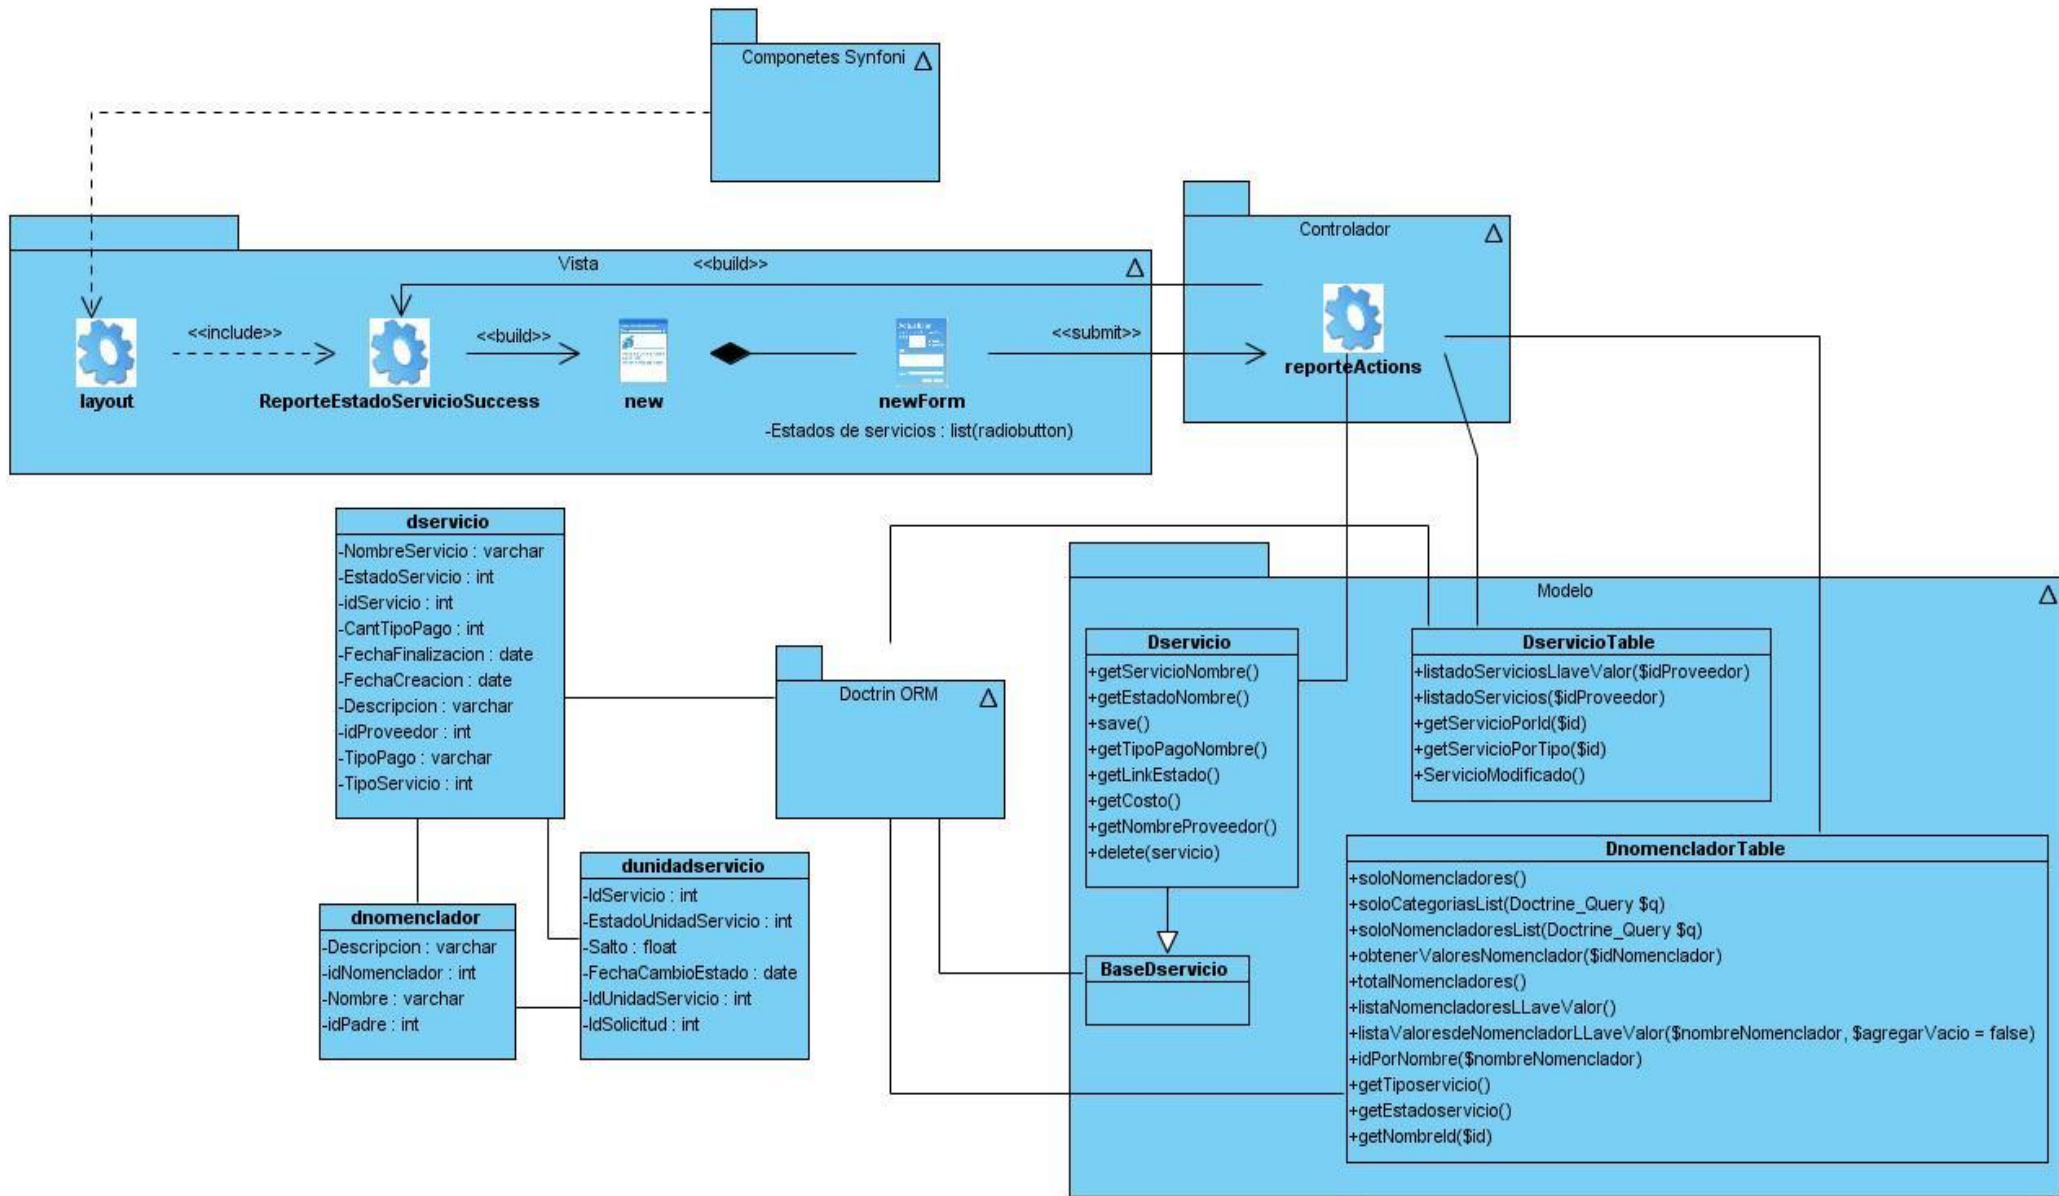 Componetes Synfoni
Controlador
reporteActions
Vista
<<build>>
<<include>>
<<build>>
<<submit>>
layout
ReporteEstadoServicioSuccess
new
newForm
-Estados de servicios : list(radiobutton)
dservicio
-NombreServicio : varchar
-EstadoServicio : int
-idServicio : int
-CantTipoPago : int
-FechaFinalizacion : date
-FechaCreacion : date
-Descripcion : varchar
-idProveedor : int
-TipoPago : varchar
-TipoServicio : int
Doctrin ORM
dnomenclador
-Descripcion : varchar
-idNomenclador : int
-Nombre : varchar
-idPadre : int
dunidadservicio
-IdServicio : int
-EstadoUnidadServicio : int
-Salto : float
-FechaCambioEstado : date
-IdUnidadServicio : int
-IdSolicitud : int
Modelo
Dservicio
+getServicioNombre()
+getEstadoNombre()
+save()
+getTipoPagoNombre()
+getLinkEstado()
+getCosto()
+getNombreProveedor()
+delete(servicio)
BaseDservicio
DservicioTable
+listadoServiciosLlaveValor($idProveedor)
+listadoServicios($idProveedor)
+getServicioPorId($id)
+getServicioPorTipo($id)
+ServicioModificado()
DnomencladorTable
+soloNomencladores()
+soloCategoriasList(Doctrine_Query $q)
+soloNomencladoresList(Doctrine_Query $q)
+obtenerValoresNomenclador($idNomenclador)
+totalNomencladores()
+listaNomencladoresLLaveValor()
+listaValoresdeNomencladorLLaveValor($nombreNomenclador, $agregarVacio = false)
+idPorNombre($nombreNomenclador)
+getTiposervicio()
+getEstadoservicio()
+getNombreId($id)